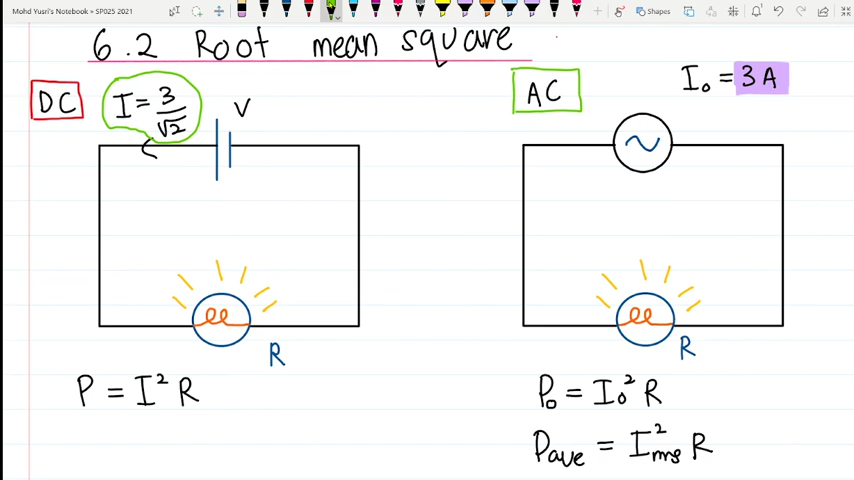 Mohd Yusri's Notebook » SP025 2021
Shapes
6.2 Root mean square
DC
I = 3/√2
V
R
P = I² R
AC
I₀ = 3 A
R
P₀ = I₀² R
Pave = I²rms R